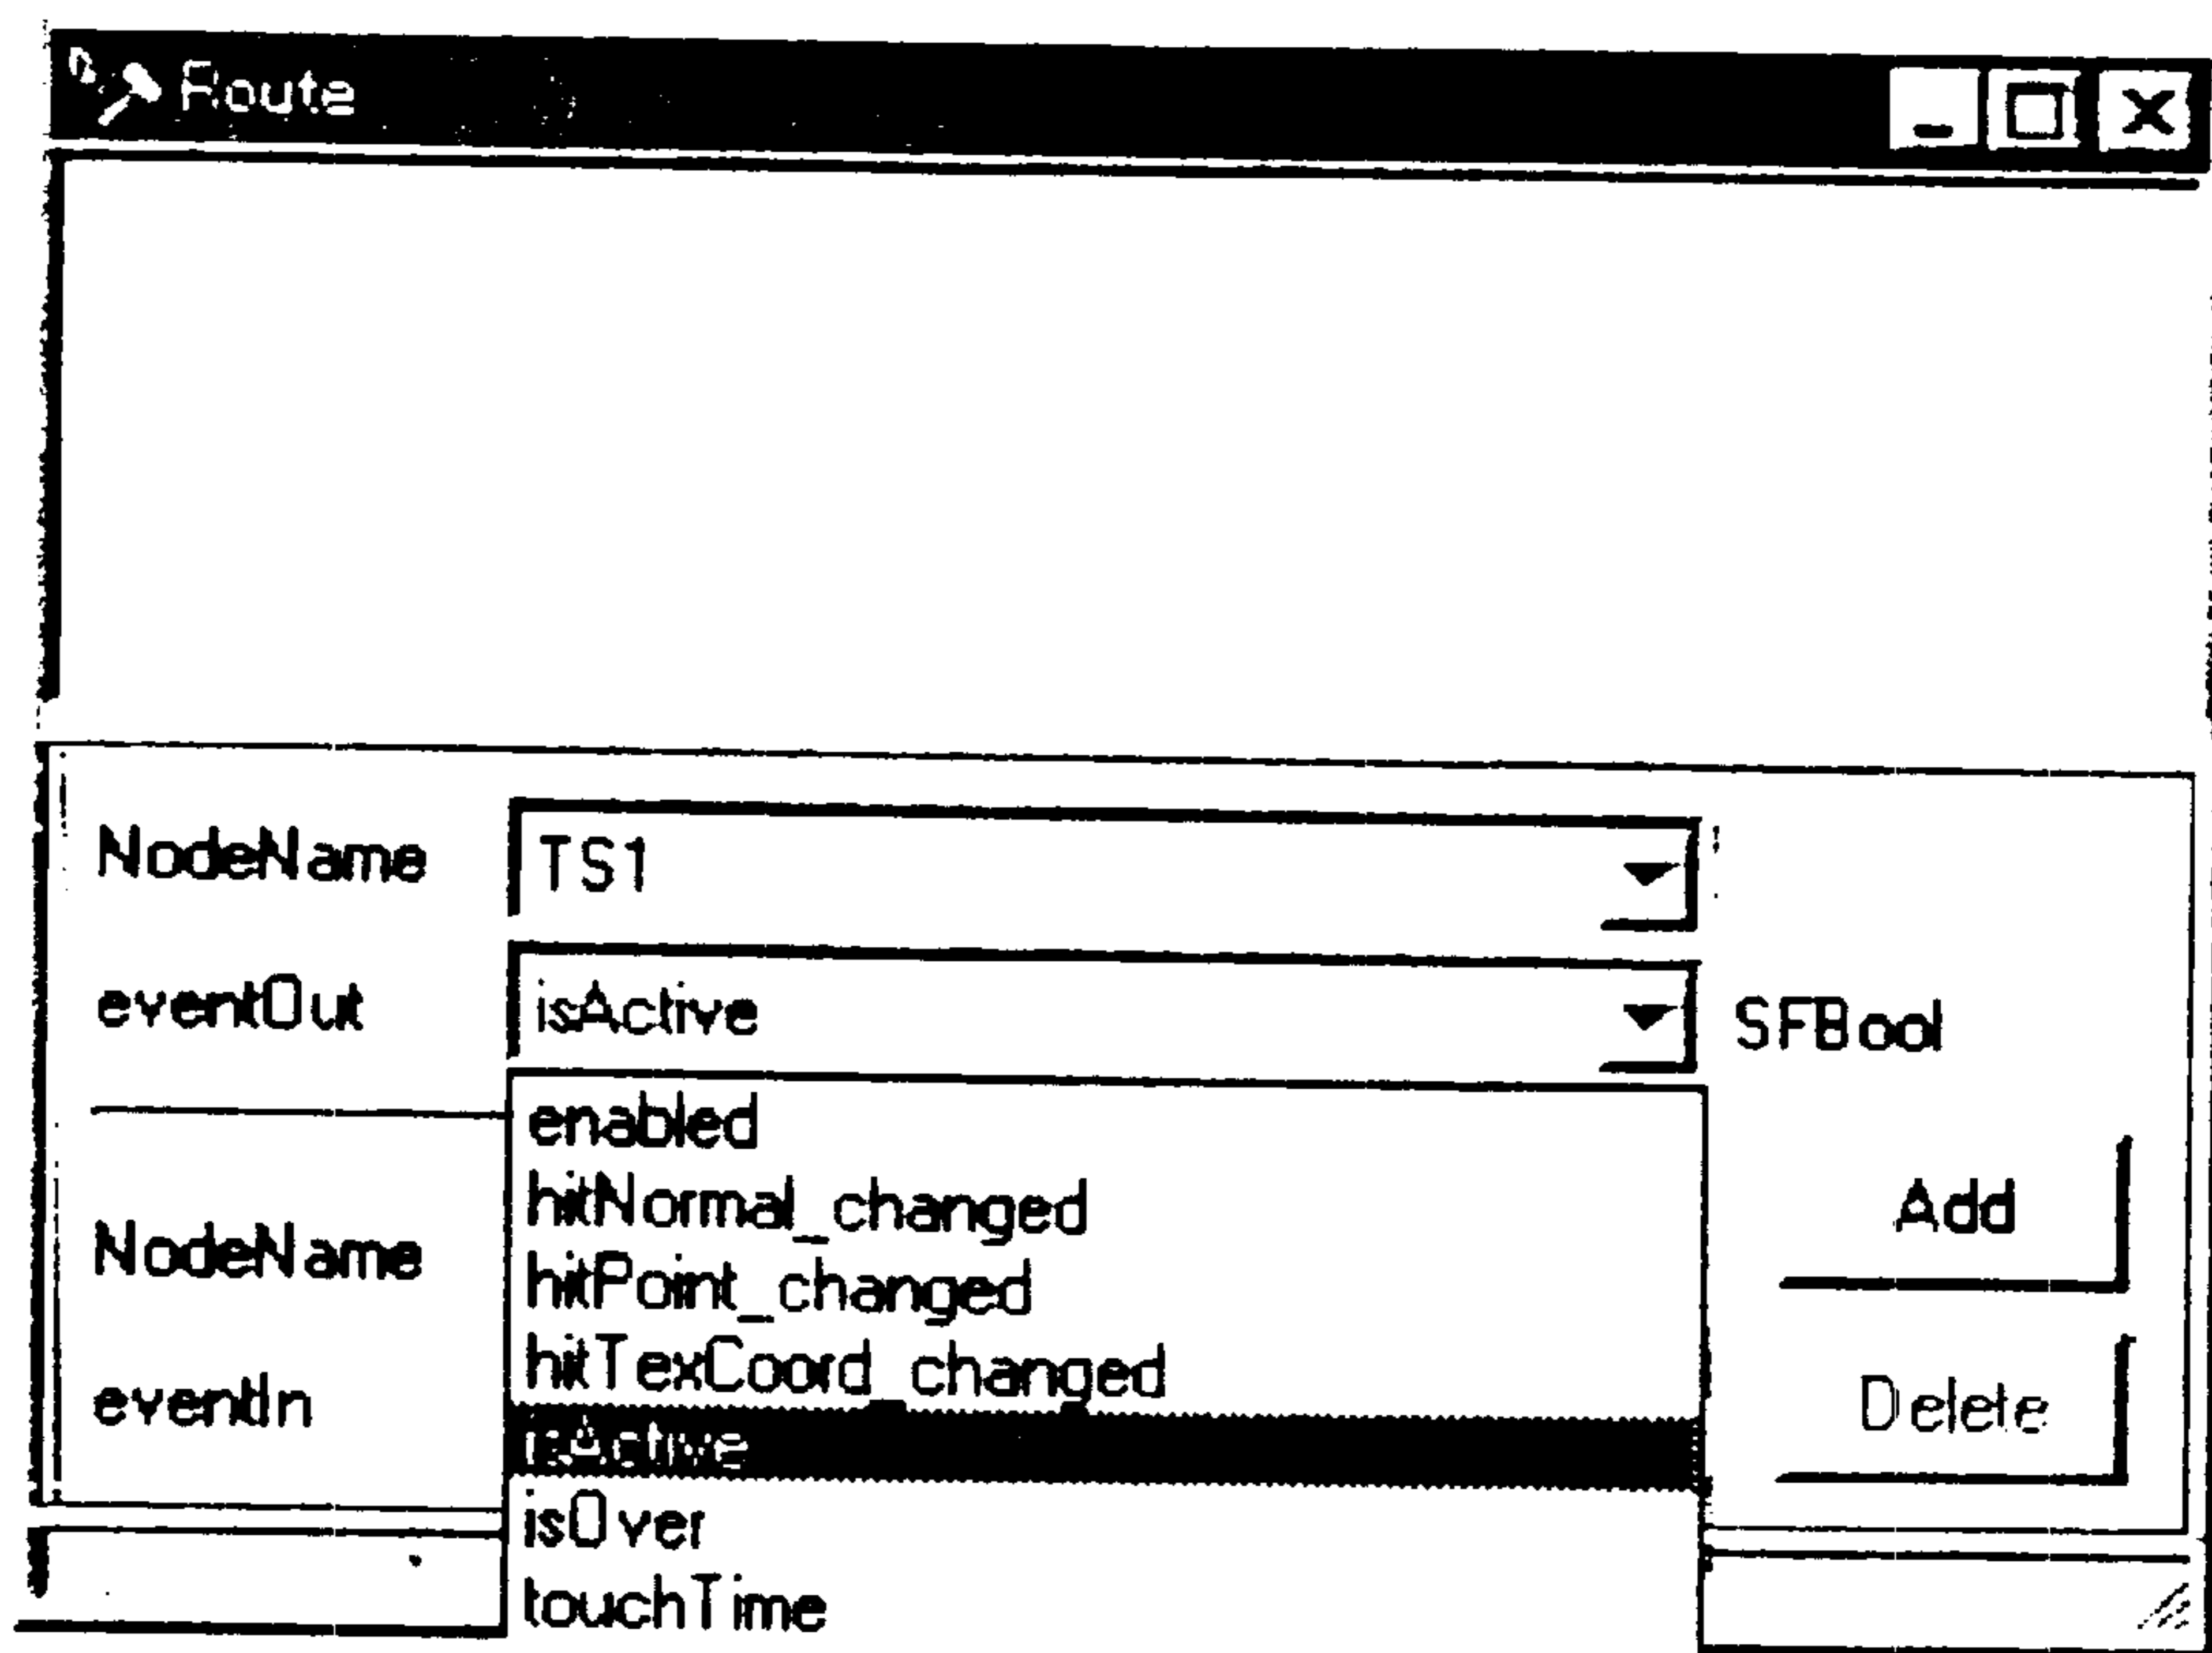 Route
NodeName TS1
eventOut isActive SFBool
enabled
hitNormal_changed
Add
NodeName
hitPoint_changed
hitTexCoord_changed
eventIn
Delete
isActive
isOver
touchTime